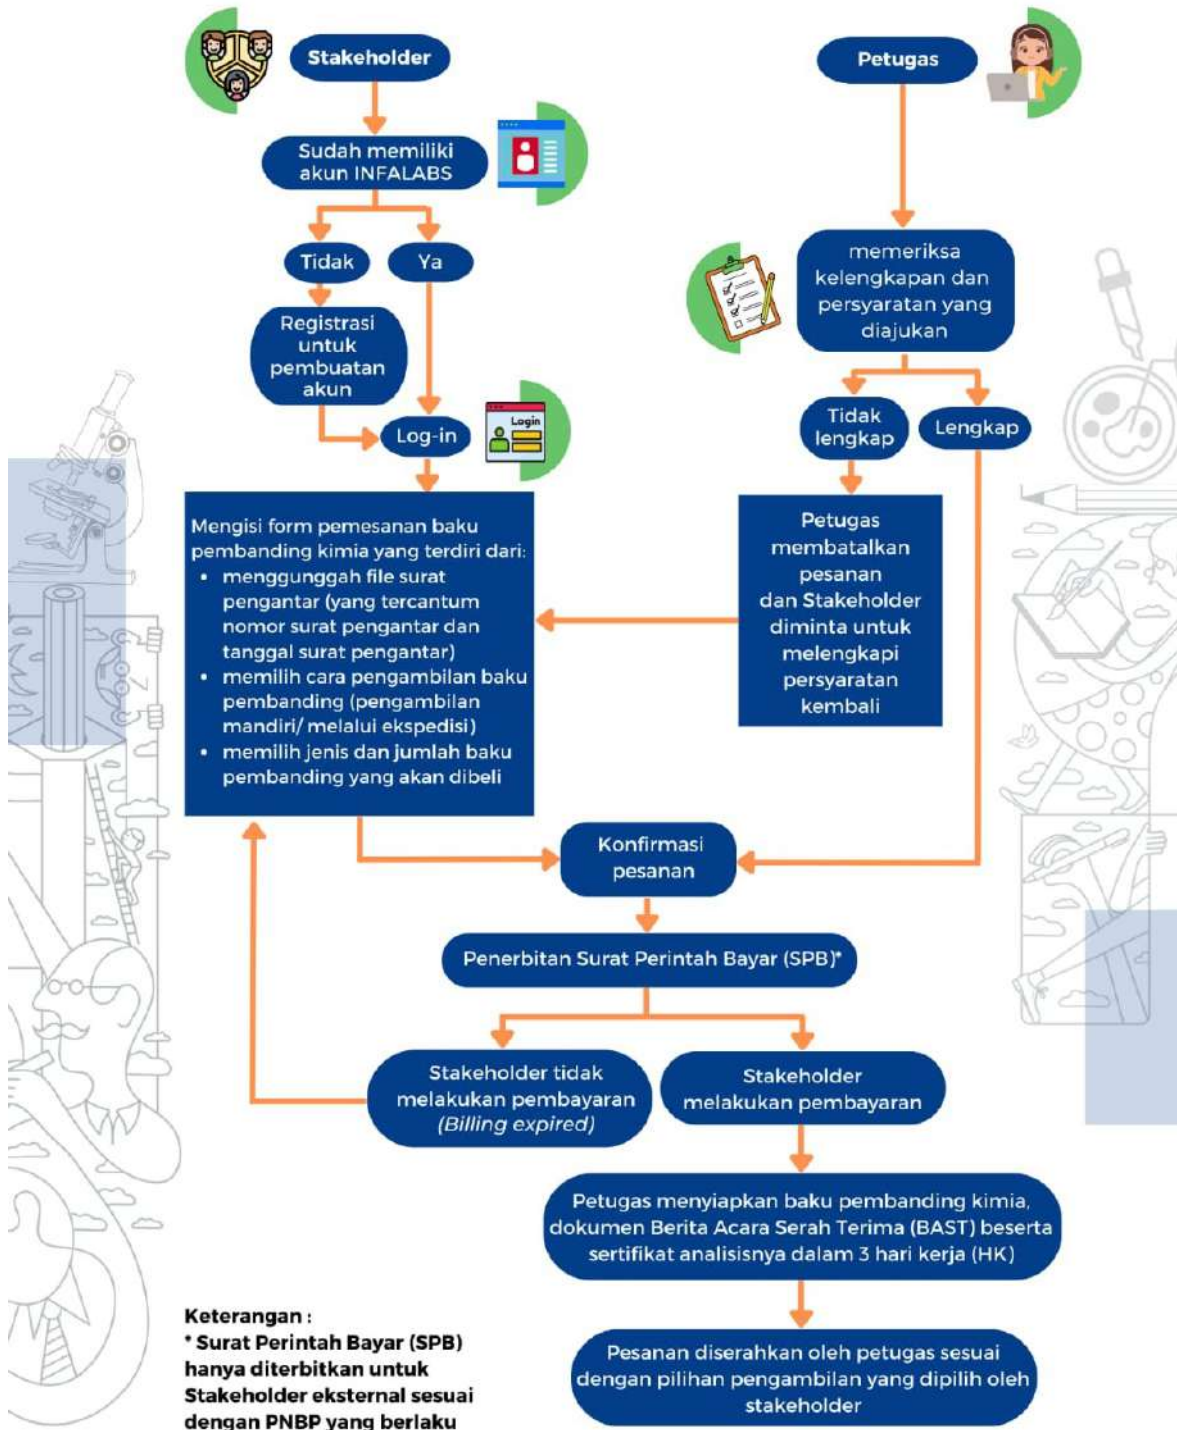 Stakeholder
Sudah memiliki
akun INFALABS
Tidak
Ya
Registrasi
untuk
pembuatan
akun
Login
Log-in
Mengisi form pemesanan baku
pembanding kimia yang terdiri dari:
• menggunggah file surat
pengantar (yang tercantum
nomor surat pengantar dan
tanggal surat pengantar)
• memilih cara pengambilan baku
pembanding (pengambilan
mandiri/ melalui ekspedisi)
• memilih jenis dan jumlah baku
pembanding yang akan dibeli
Petugas
memeriksa
kelengkapan dan
persyaratan yang
diajukan
Tidak
lengkap
Lengkap
Petugas
membatalkan
pesanan
dan Stakeholder
diminta untuk
melengkapi
persyaratan
kembali
Konfirmasi
pesanan
Penerbitan Surat Perintah Bayar (SPB)*
Stakeholder tidak
melakukan pembayaran
(Billing expired)
Stakeholder
melakukan pembayaran
Petugas menyiapkan baku pembanding kimia,
dokumen Berita Acara Serah Terima (BAST) beserta
sertifikat analisisnya dalam 3 hari kerja (HK)
Pesanan diserahkan oleh petugas sesuai
dengan pilihan pengambilan yang dipilih oleh
stakeholder
Keterangan :
* Surat Perintah Bayar (SPB)
hanya diterbitkan untuk
Stakeholder eksternal sesuai
dengan PNBP yang berlaku